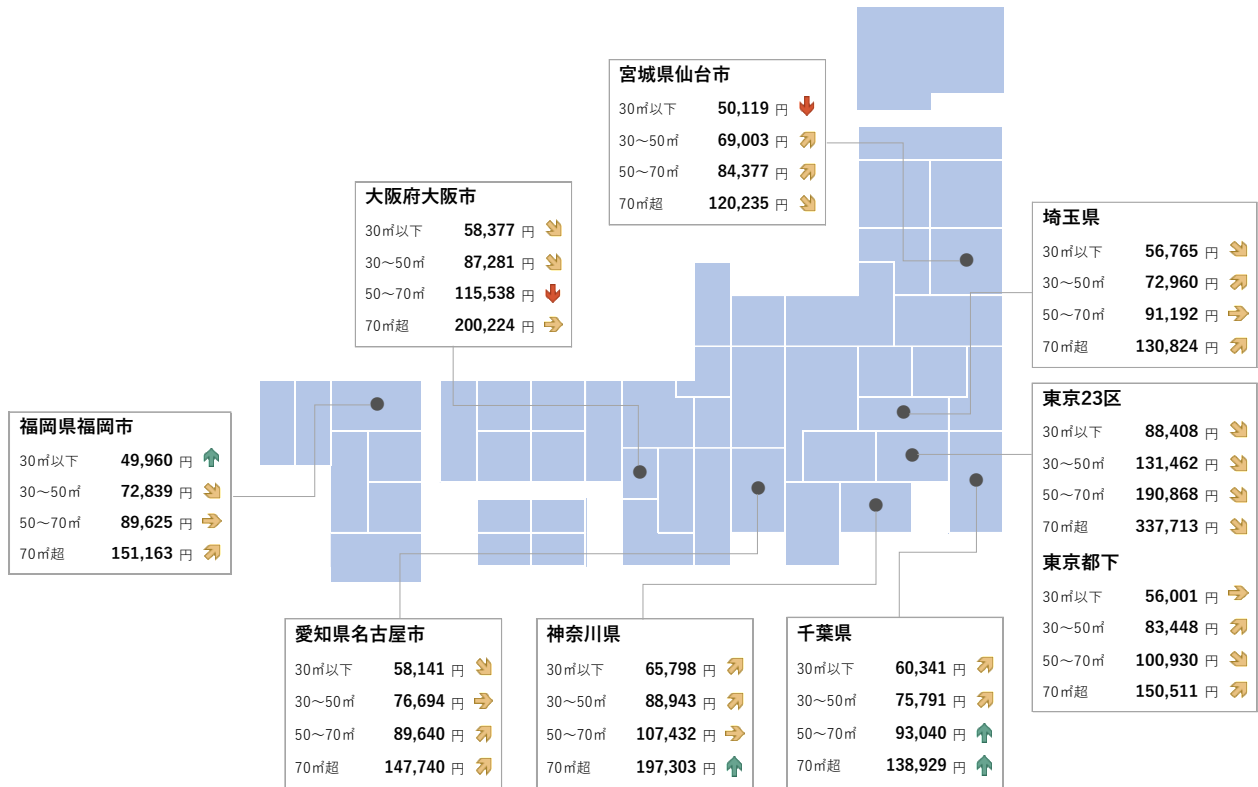 宮城県仙台市
30㎡以下 50,119 円
30～50㎡ 69,003 円
50～70㎡ 84,377 円
70㎡超 120,235 円
大阪府大阪市
30㎡以下 58,377 円
30～50㎡ 87,281 円
50～70㎡ 115,538 円
70㎡超 200,224 円
埼玉県
30㎡以下 56,765 円
30～50㎡ 72,960 円
50～70㎡ 91,192 円
70㎡超 130,824 円
福岡県福岡市
30㎡以下 49,960 円
30～50㎡ 72,839 円
50～70㎡ 89,625 円
70㎡超 151,163 円
東京23区
30㎡以下 88,408 円
30～50㎡ 131,462 円
50～70㎡ 190,868 円
70㎡超 337,713 円
東京都下
30㎡以下 56,001 円
30～50㎡ 83,448 円
50～70㎡ 100,930 円
70㎡超 150,511 円
愛知県名古屋市
30㎡以下 58,141 円
30～50㎡ 76,694 円
50～70㎡ 89,640 円
70㎡超 147,740 円
神奈川県
30㎡以下 65,798 円
30～50㎡ 88,943 円
50～70㎡ 107,432 円
70㎡超 197,303 円
千葉県
30㎡以下 60,341 円
30～50㎡ 75,791 円
50～70㎡ 93,040 円
70㎡超 138,929 円